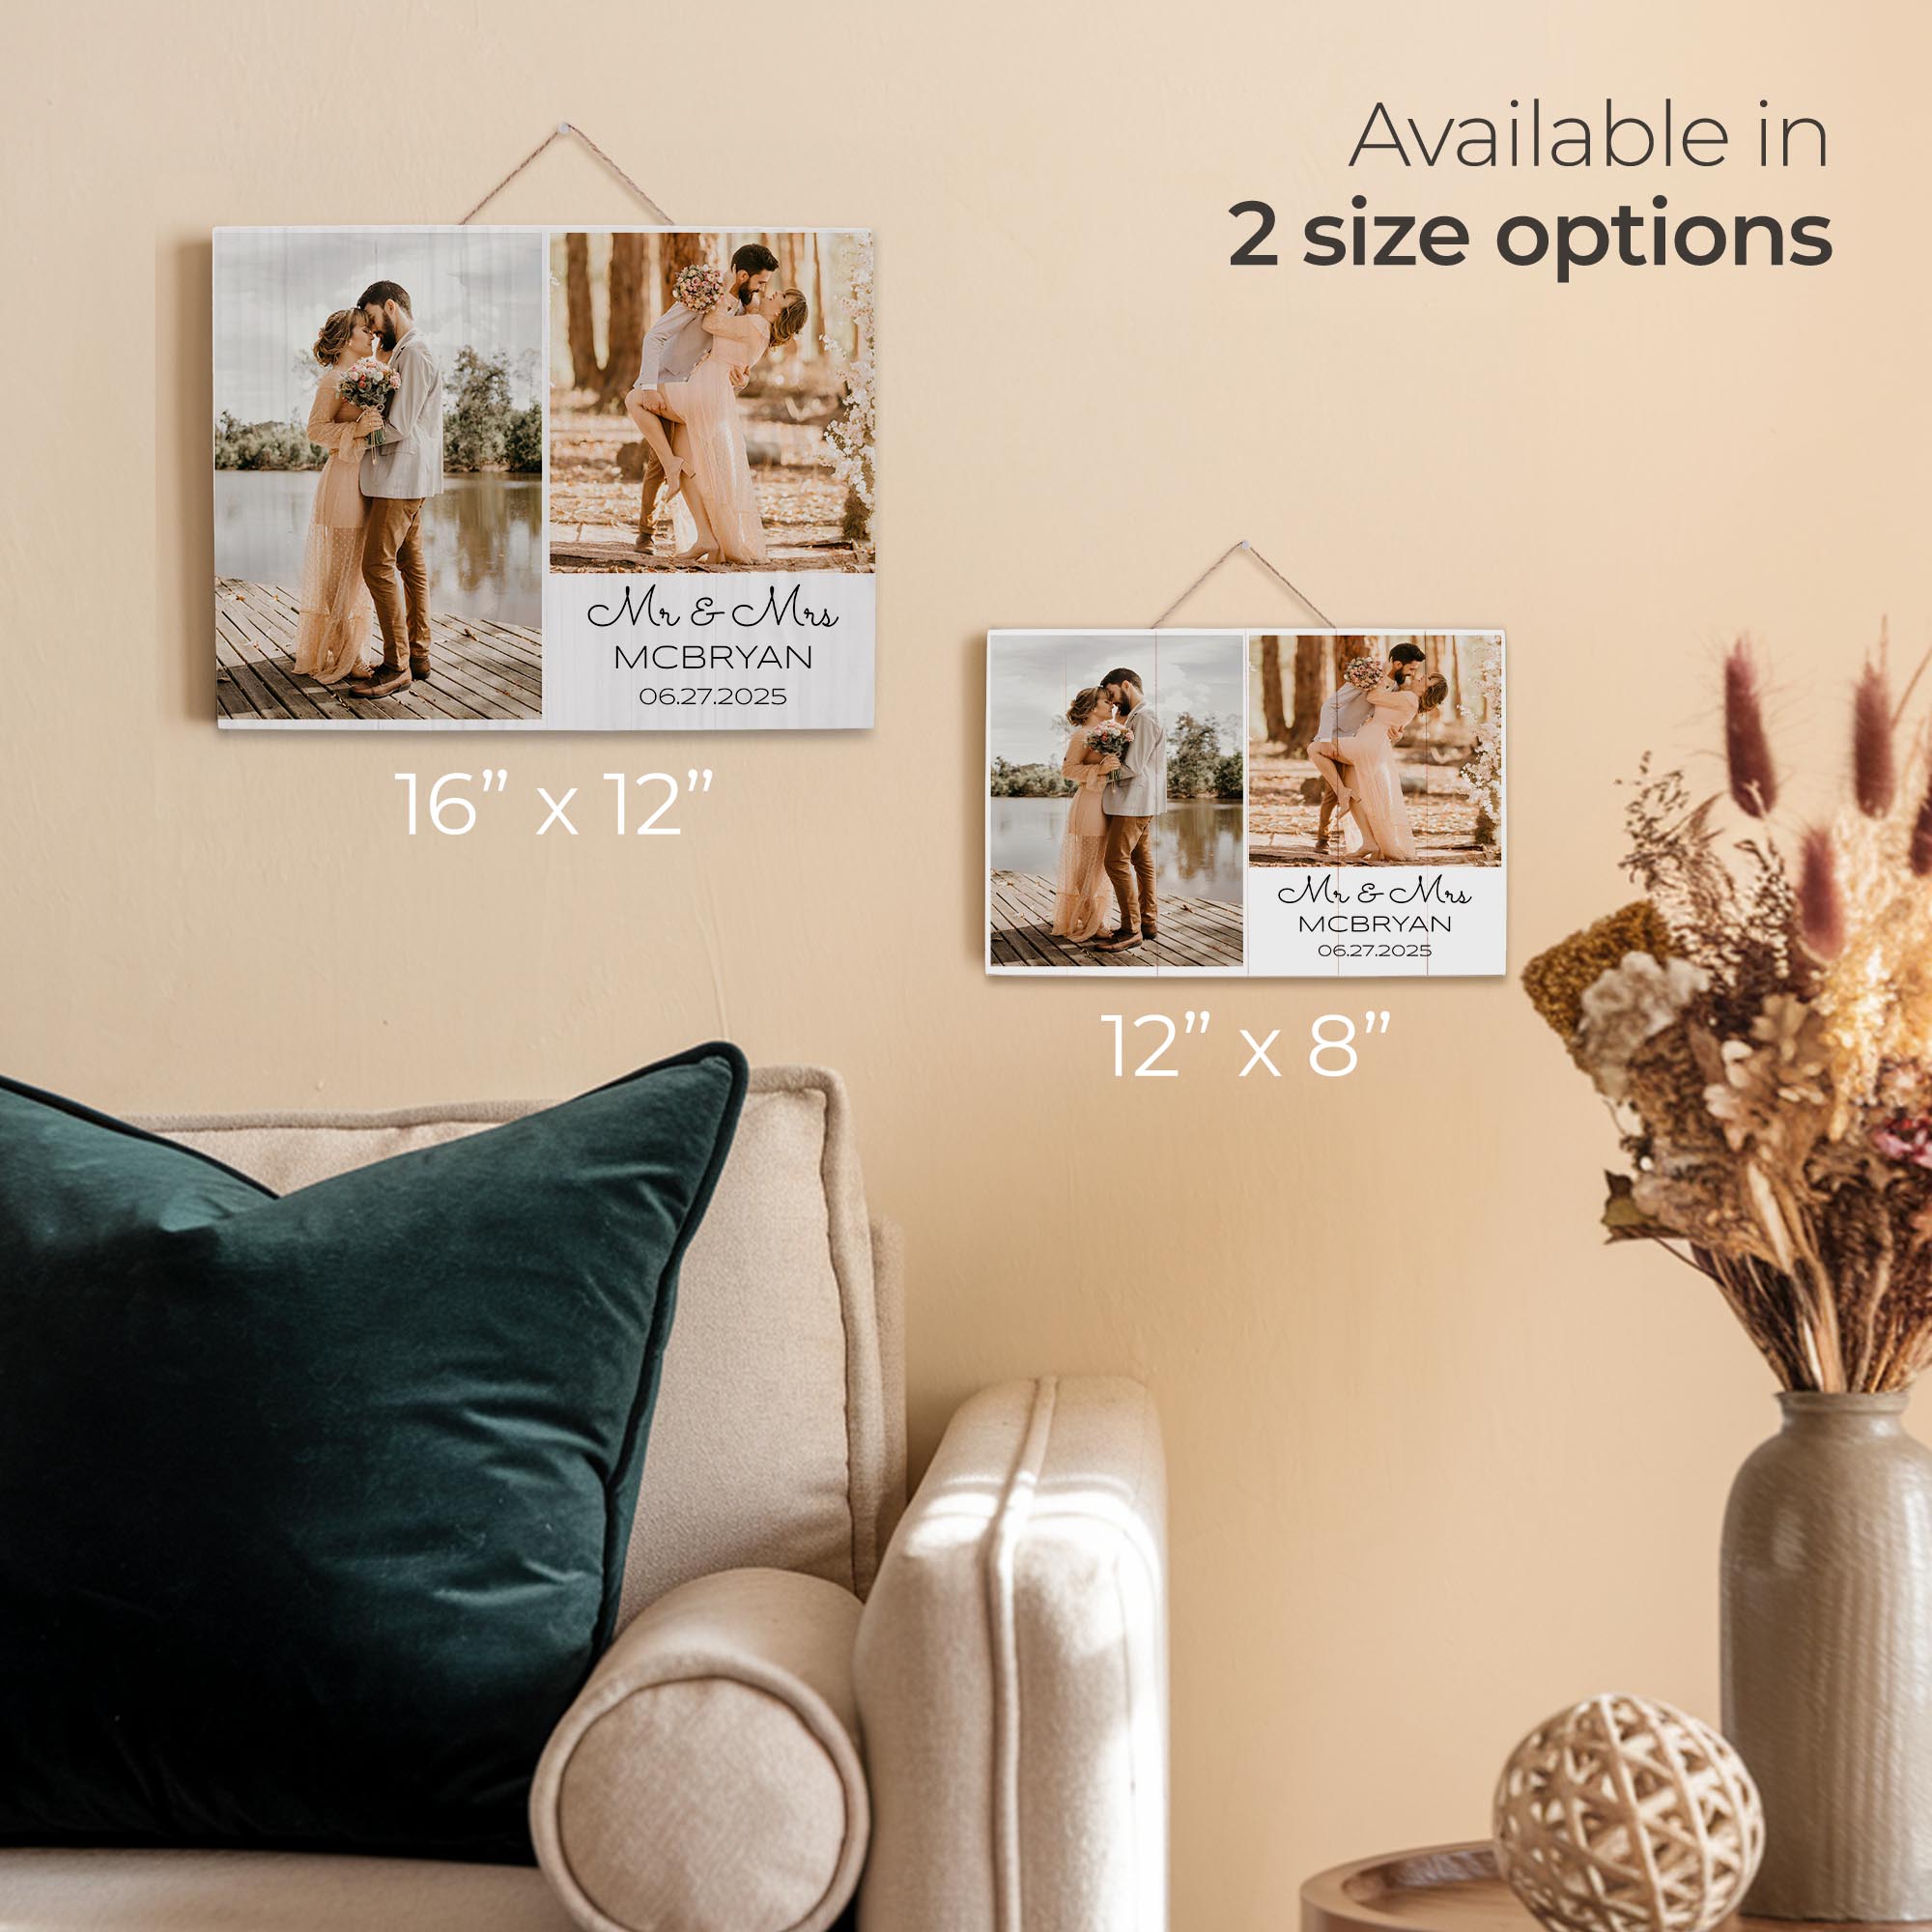 Available in
2 size options
Mr & Mrs
MCBRYAN
06.27.2025
16” x 12”
Mr & Mrs
MCBRYAN
06.27.2025
12” x 8”